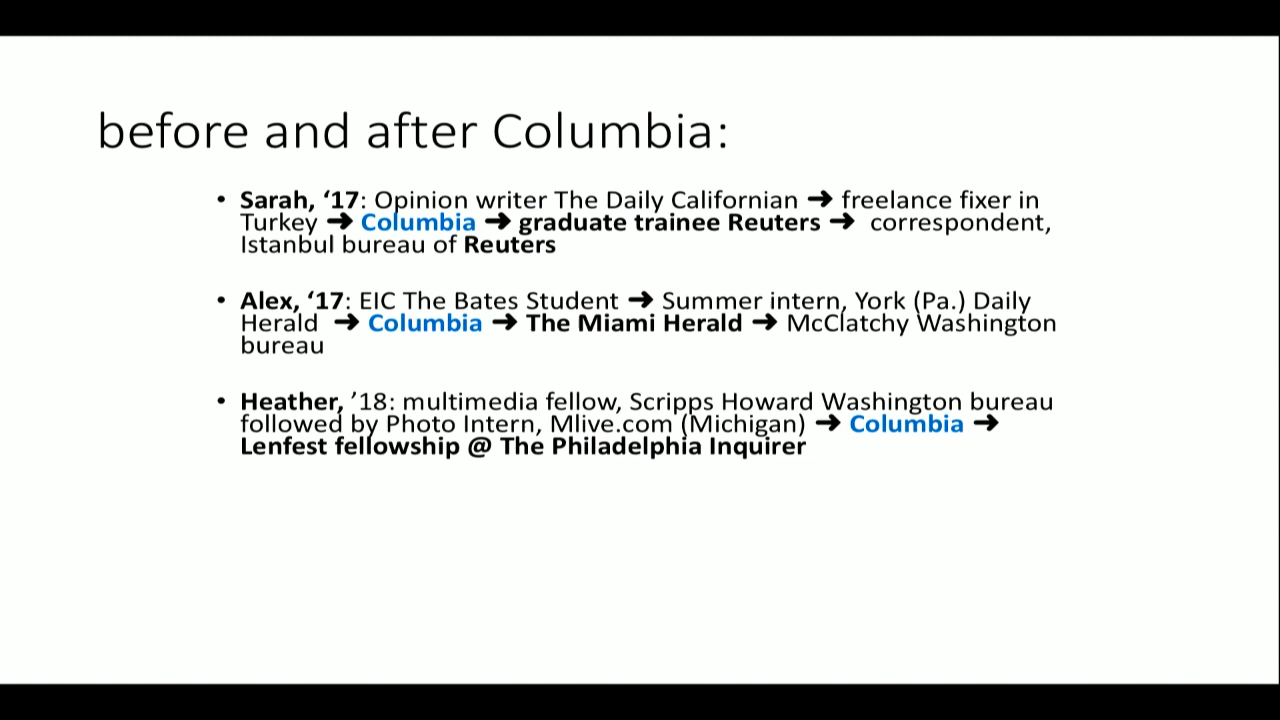 before and after Columbia:
• Sarah, ‘17: Opinion writer The Daily Californian ➔ freelance fixer in
Turkey ➔ Columbia ➔ graduate trainee Reuters ➔ correspondent,
Istanbul bureau of Reuters
• Alex, ‘17: EIC The Bates Student ➔ Summer intern, York (Pa.) Daily
Herald ➔ Columbia ➔ The Miami Herald ➔ McClatchy Washington
bureau
• Heather, ’18: multimedia fellow, Scripps Howard Washington bureau
followed by Photo Intern, Mlive.com (Michigan) ➔ Columbia ➔
Lenfest fellowship @ The Philadelphia Inquirer